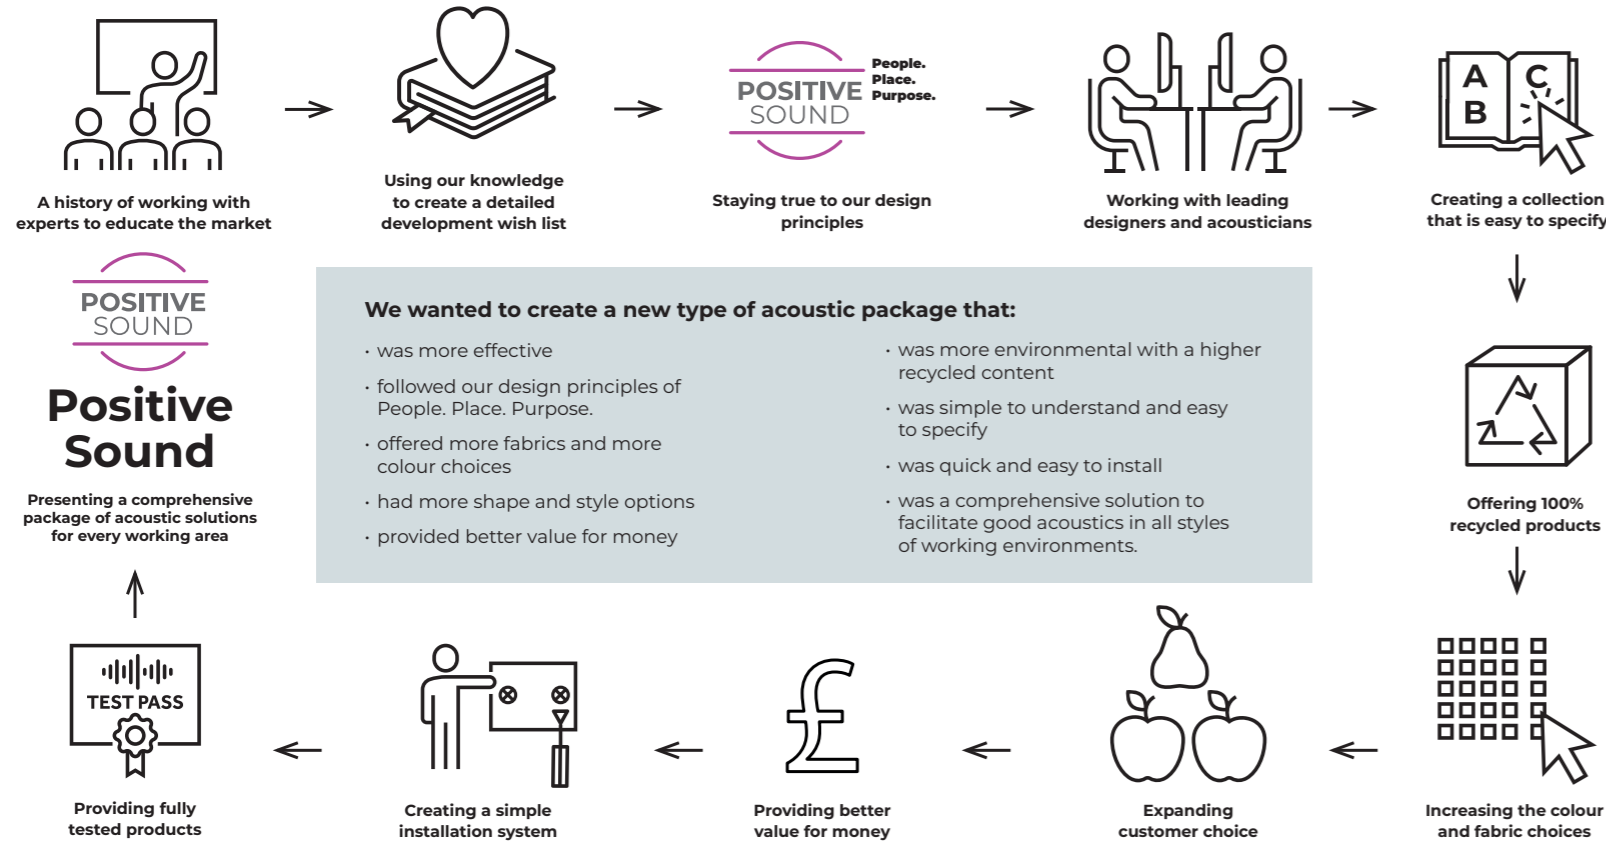 People.
Place.
Purpose.
POSITIVE
SOUND
A
B
C
A history of working with
experts to educate the market
Using our knowledge
to create a detailed
development wish list
Staying true to our design
principles
Working with leading
designers and acousticians
Creating a collection
that is easy to specify
POSITIVE
SOUND
Positive
Sound
Presenting a comprehensive
package of acoustic solutions
for every working area
We wanted to create a new type of acoustic package that:
· was more effective
· followed our design principles of
People. Place. Purpose.
· offered more fabrics and more
colour choices
· had more shape and style options
· provided better value for money
· was more environmental with a higher
recycled content
· was simple to understand and easy
to specify
· was quick and easy to install
· was a comprehensive solution to
facilitate good acoustics in all styles
of working environments.
Offering 100%
recycled products
TEST PASS
£
Providing fully
tested products
Creating a simple
installation system
Providing better
value for money
Expanding
customer choice
Increasing the colour
and fabric choices